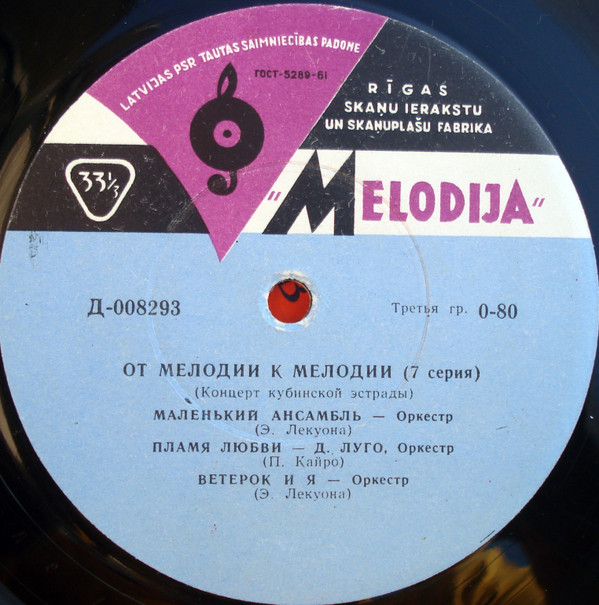 LATVIJAS PSR TAUTAS SAIMNIECĪBAS PADOME
ГОСТ-5289-61
RĪGAS
SKAŅU IERAKSTU
UN SKAŅUPLAŠU FABRIKA
33⅓
"MELODIJA"
Д-008293
Третья гр. 0-80
ОТ МЕЛОДИИ К МЕЛОДИИ (7 серия)
(Концерт кубинской эстрады)
МАЛЕНЬКИЙ АНСАМБЛЬ — Оркестр
(Э. Лекуона)
ПЛАМЯ ЛЮБВИ — Д. ЛУГО, Оркестр
(П. Кайро)
ВЕТЕРОК И Я — Оркестр
(Э. Лекуона)